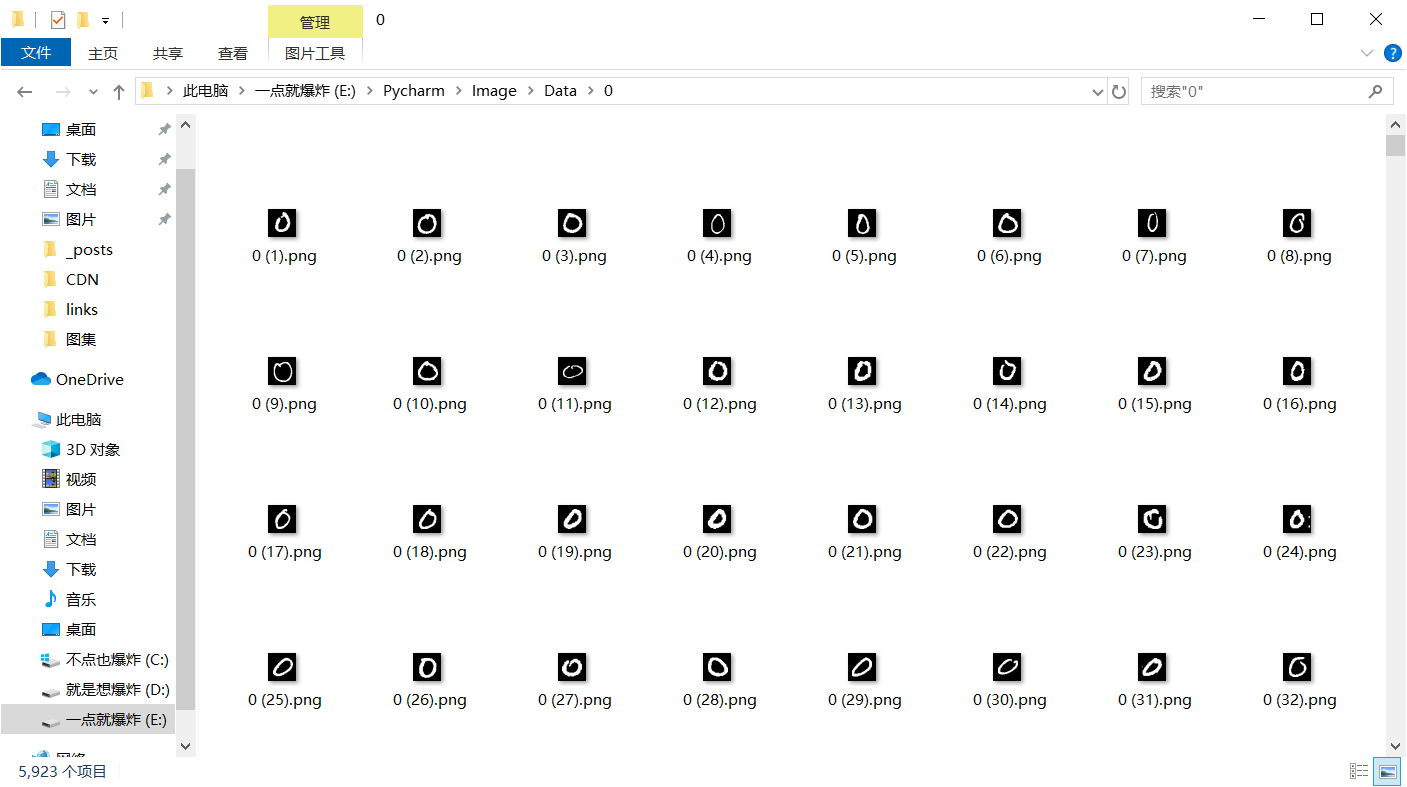 管理
0
文件
主页
共享
查看
图片工具
此电脑 一点就爆炸 (E:) Pycharm Image Data 0
搜索"0"
桌面
下载
文档
图片
_posts
CDN
links
图集
OneDrive
此电脑
3D 对象
视频
图片
文档
下载
音乐
桌面
不点也爆炸 (C:)
就是想爆炸 (D:)
一点就爆炸 (E:)
网络
0 (1).png 0 (2).png 0 (3).png 0 (4).png 0 (5).png 0 (6).png 0 (7).png 0 (8).png
0 (9).png 0 (10).png 0 (11).png 0 (12).png 0 (13).png 0 (14).png 0 (15).png 0 (16).png
0 (17).png 0 (18).png 0 (19).png 0 (20).png 0 (21).png 0 (22).png 0 (23).png 0 (24).png
0 (25).png 0 (26).png 0 (27).png 0 (28).png 0 (29).png 0 (30).png 0 (31).png 0 (32).png
5,923 个项目